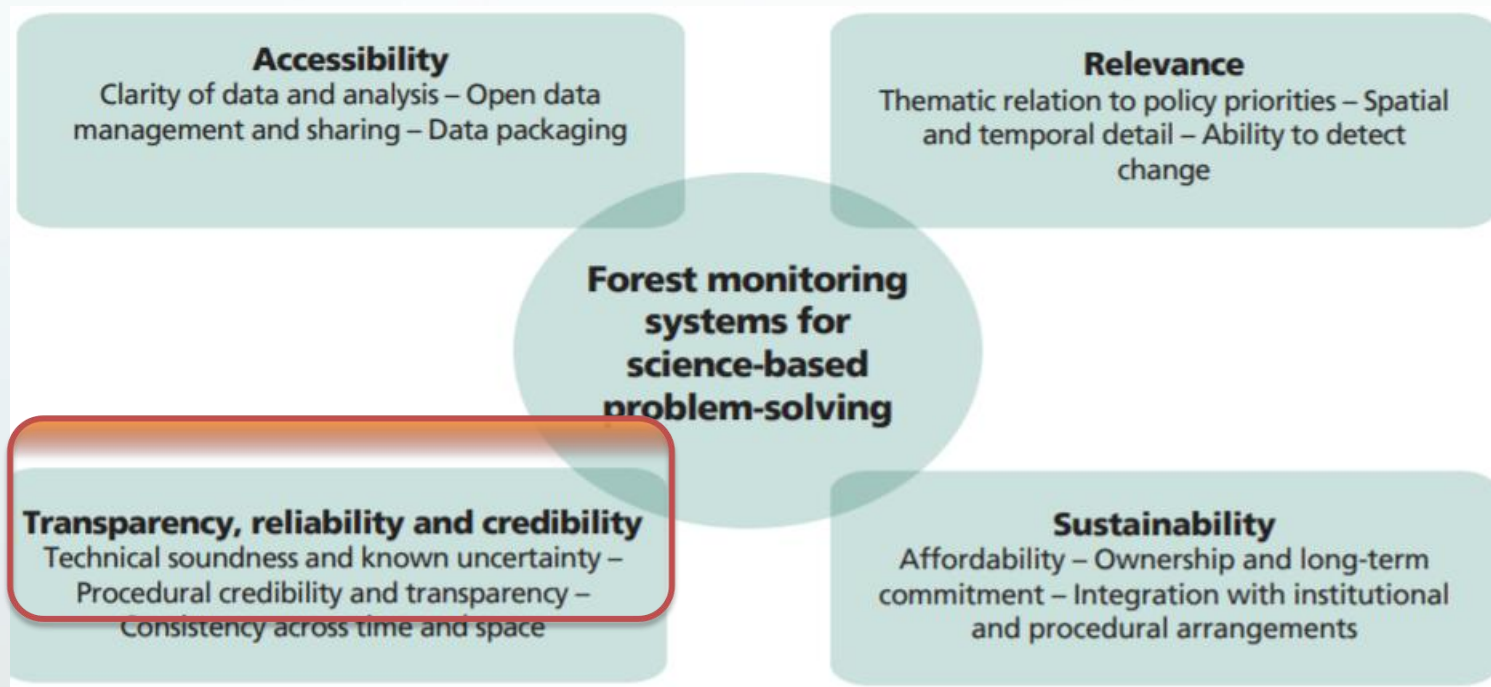 Accessibility
Clarity of data and analysis – Open data
management and sharing – Data packaging
Relevance
Thematic relation to policy priorities – Spatial
and temporal detail – Ability to detect
change
Forest monitoring
systems for
science-based
problem-solving
Transparency, reliability and credibility
Technical soundness and known uncertainty –
Procedural credibility and transparency –
Consistency across time and space
Sustainability
Affordability – Ownership and long-term
commitment – Integration with institutional
and procedural arrangements